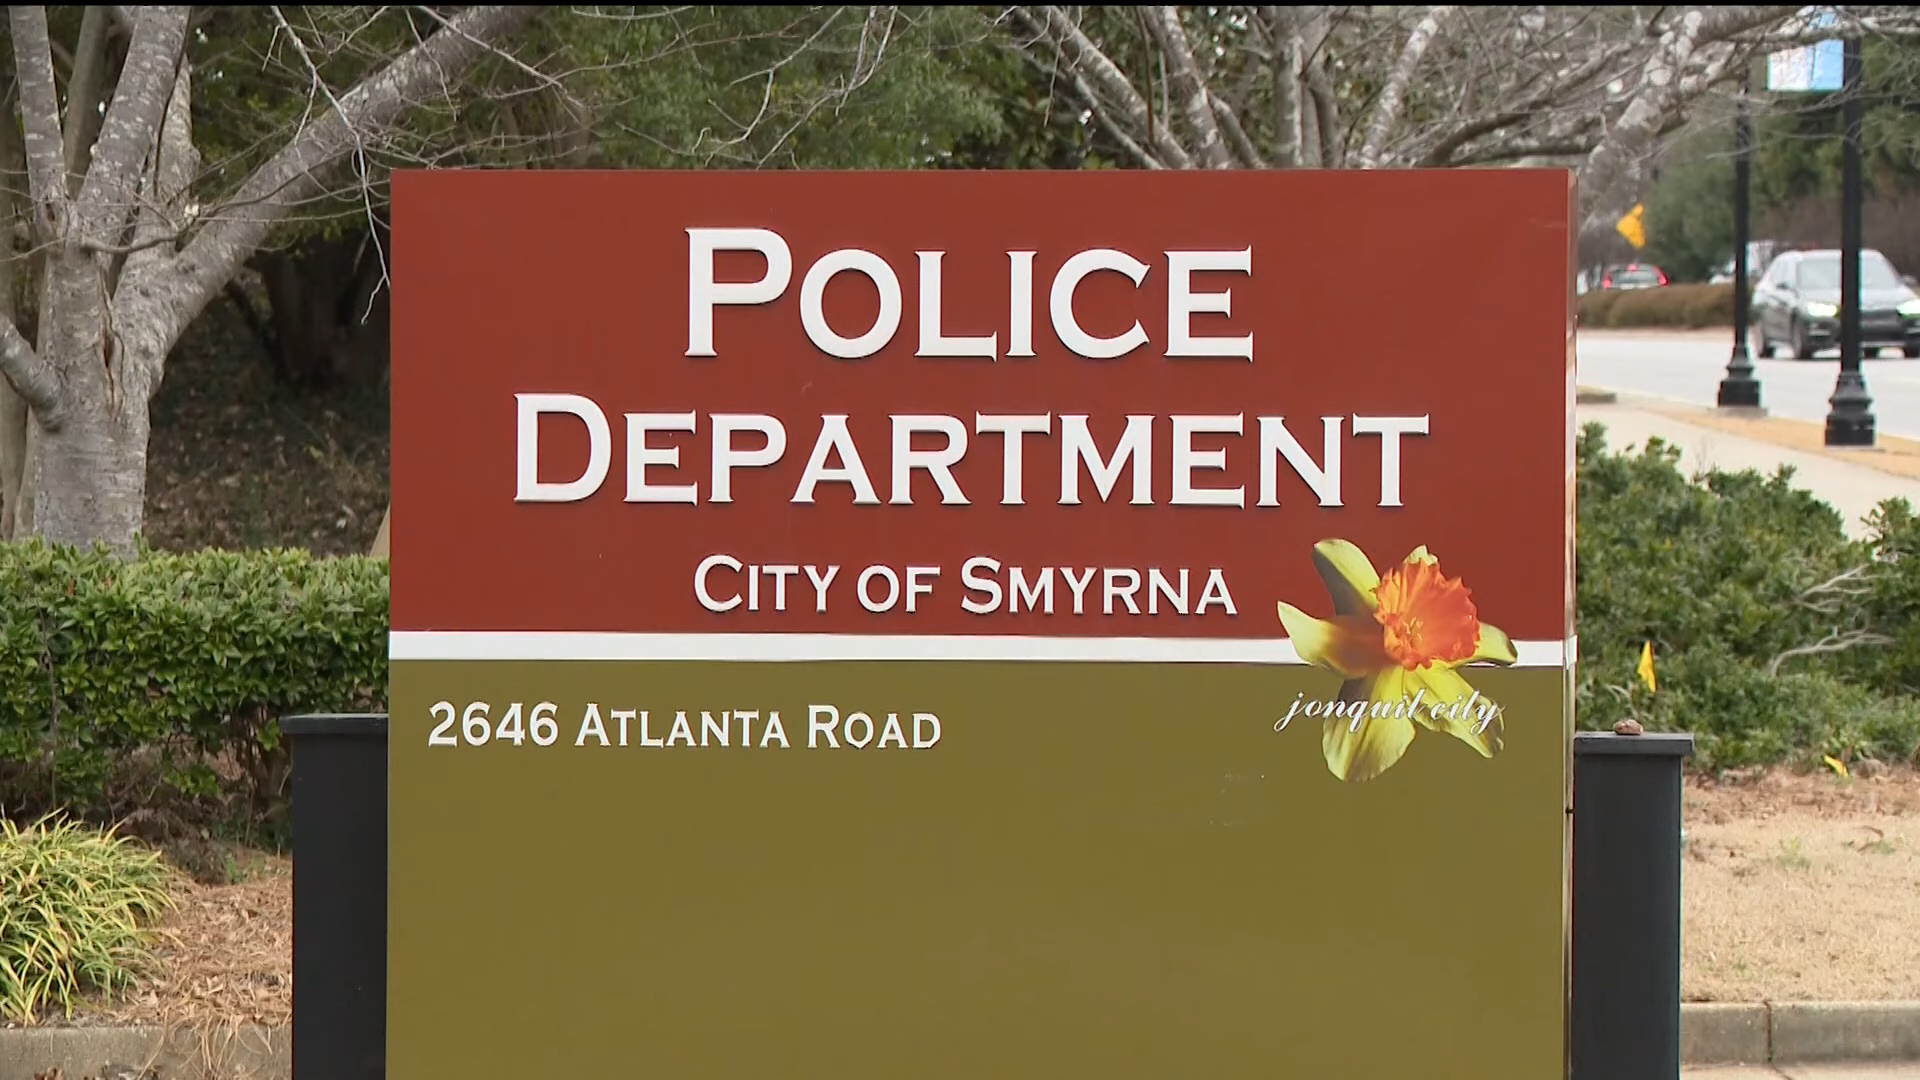 POLICE
DEPARTMENT
CITY OF SMYRNA
jonquil city
2646 ATLANTA ROAD